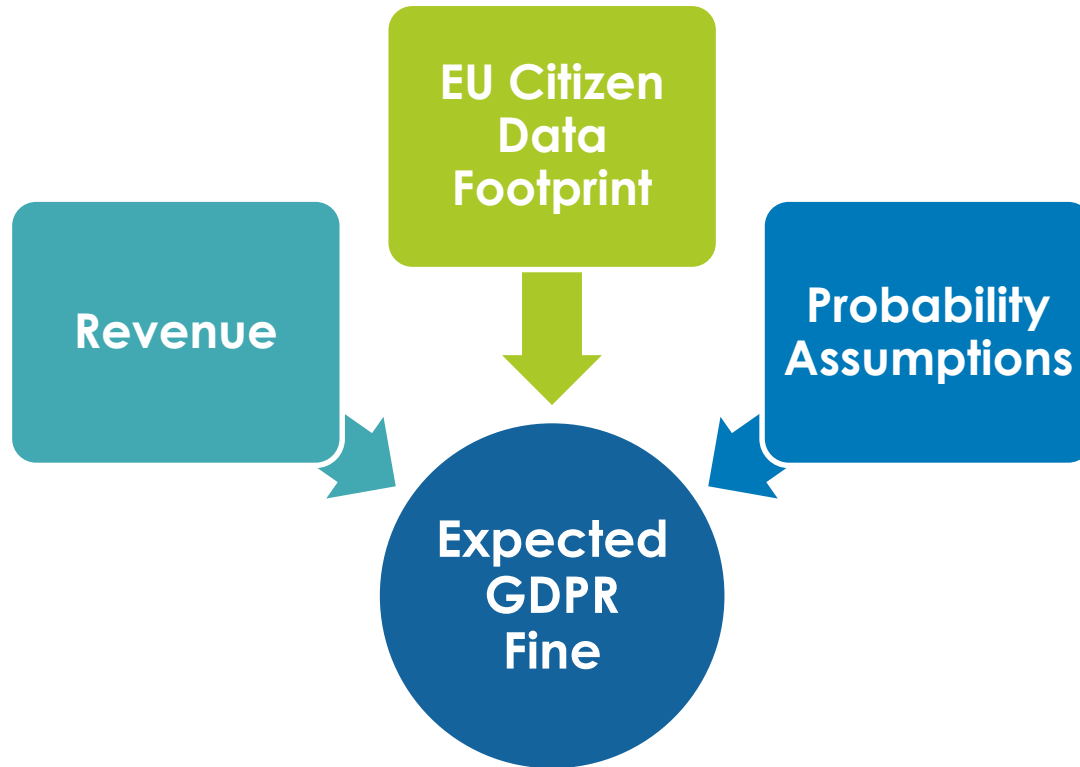 EU Citizen
Data
Footprint
Revenue
Probability
Assumptions
Expected
GDPR
Fine